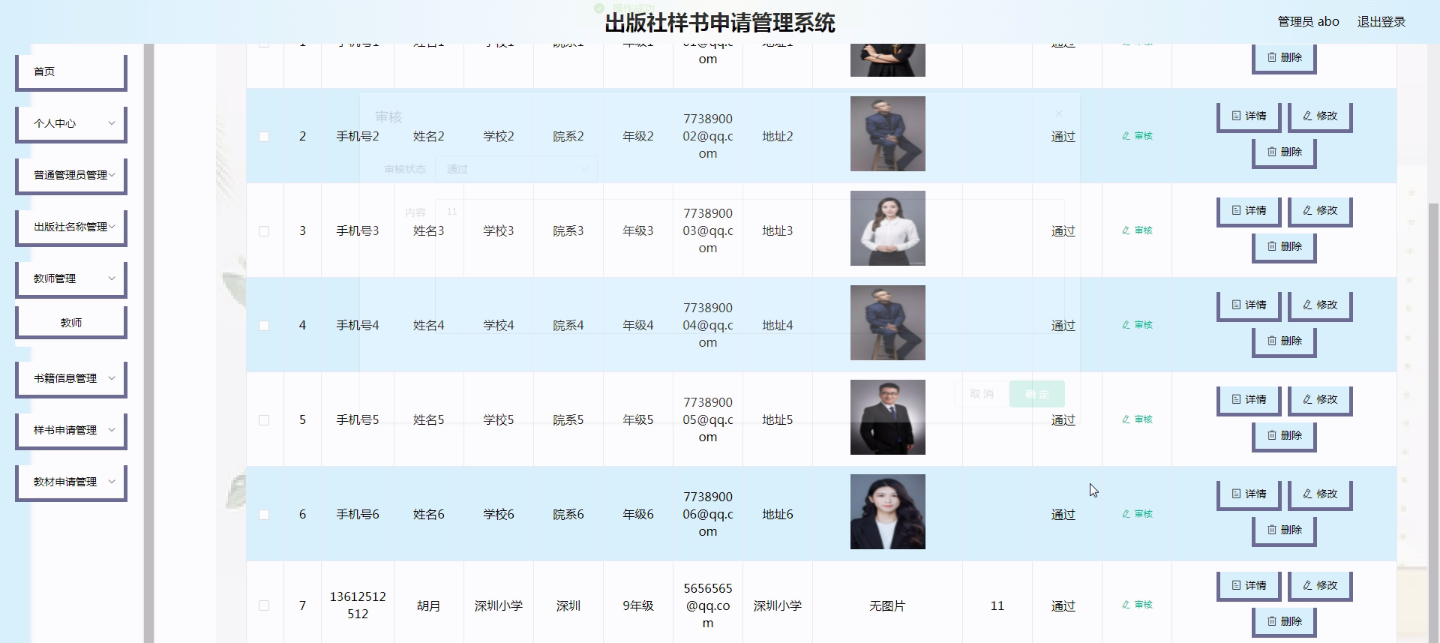 操作成功
出版社样书申请管理系统
管理员 abo 退出登录
首页
个人中心
普通管理员管理
出版社名称管理
教师管理
教师
书籍信息管理
样书申请管理
教材申请管理
1 手机号1 姓名1 学校1 院系1 年级1 01@qq.com 地址1 审核
删除
2 手机号2 姓名2 学校2 院系2 年级2 773890002@qq.com 地址2 通过 审核 详情 修改
删除
3 手机号3 姓名3 学校3 院系3 年级3 773890003@qq.com 地址3 通过 审核 详情 修改
删除
4 手机号4 姓名4 学校4 院系4 年级4 773890004@qq.com 地址4 通过 审核 详情 修改
删除
5 手机号5 姓名5 学校5 院系5 年级5 773890005@qq.com 地址5 通过 审核 详情 修改
删除
6 手机号6 姓名6 学校6 院系6 年级6 773890006@qq.com 地址6 通过 审核 详情 修改
删除
7 13612512512 胡月 深圳小学 深圳 9年级 5656565@qq.com 深圳小学 无图片 11 通过 审核 详情 修改
删除
审核
审核状态 通过
内容 11
取消 确定